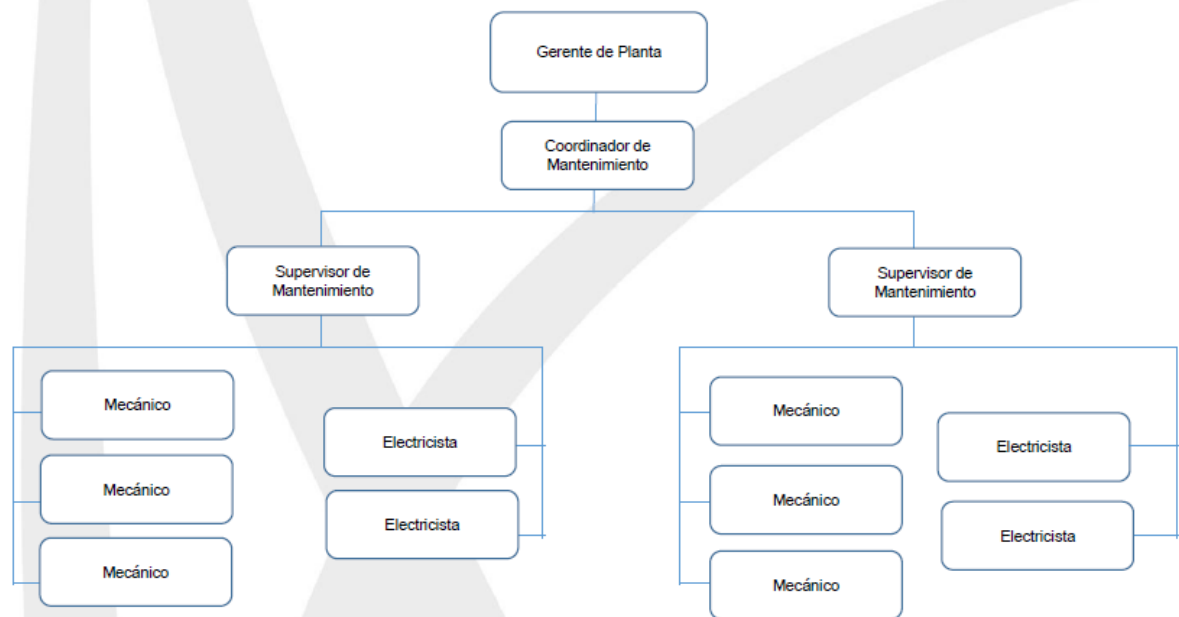 Gerente de Planta
Coordinador de
Mantenimiento
Supervisor de
Mantenimiento
Supervisor de
Mantenimiento
Mecánico
Mecánico
Mecánico
Electricista
Electricista
Mecánico
Mecánico
Mecánico
Electricista
Electricista